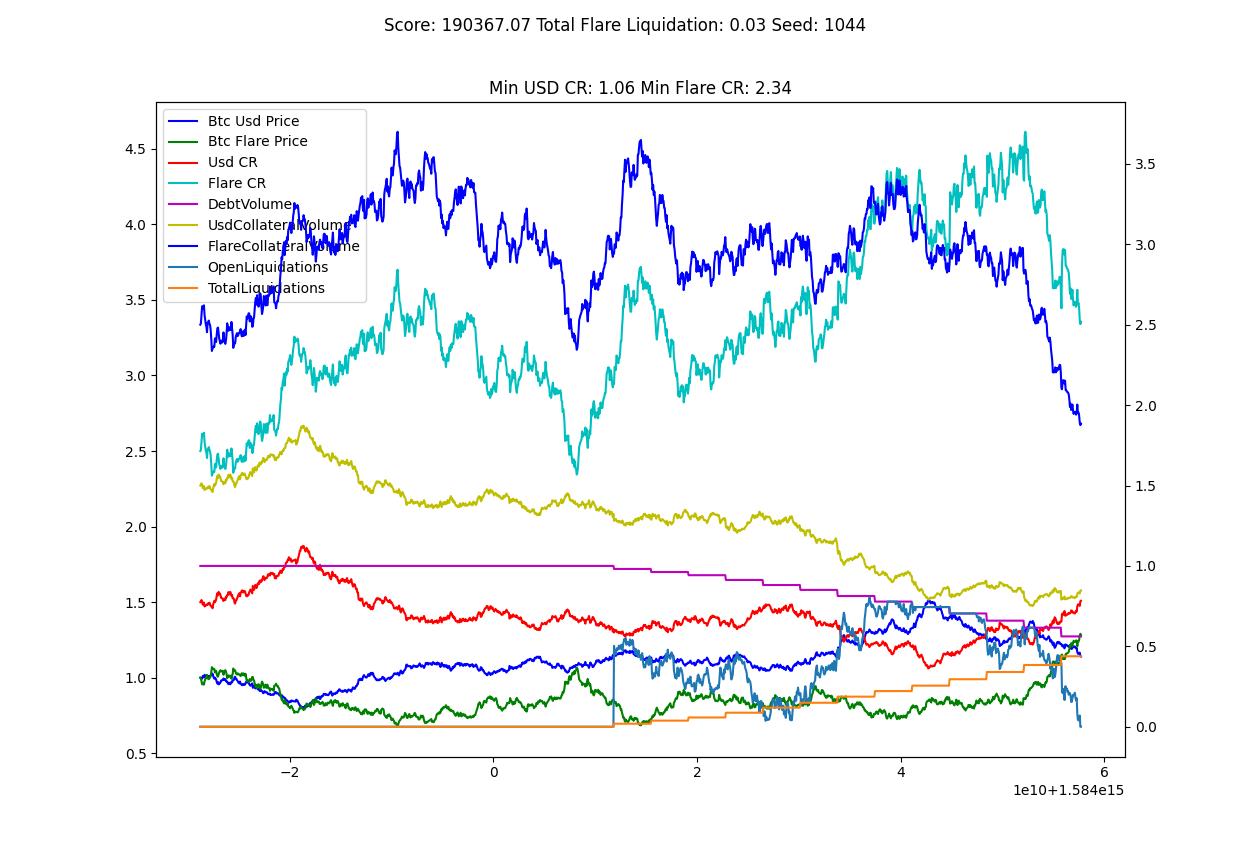 Score: 190367.07 Total Flare Liquidation: 0.03 Seed: 1044
Min USD CR: 1.06 Min Flare CR: 2.34
Btc Usd Price
Btc Flare Price
Usd CR
Flare CR
DebtVolume
UsdCollateralVolume
FlareCollateralVolume
OpenLiquidations
TotalLiquidations
4.5
4.0
3.5
3.0
2.5
2.0
1.5
1.0
0.5
3.5
3.0
2.5
2.0
1.5
1.0
0.5
0.0
−2 0 2 4 6
1e10+1.584e15